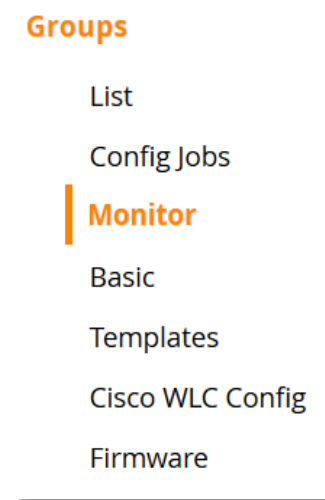 Groups
List
Config Jobs
Monitor
Basic
Templates
Cisco WLC Config
Firmware